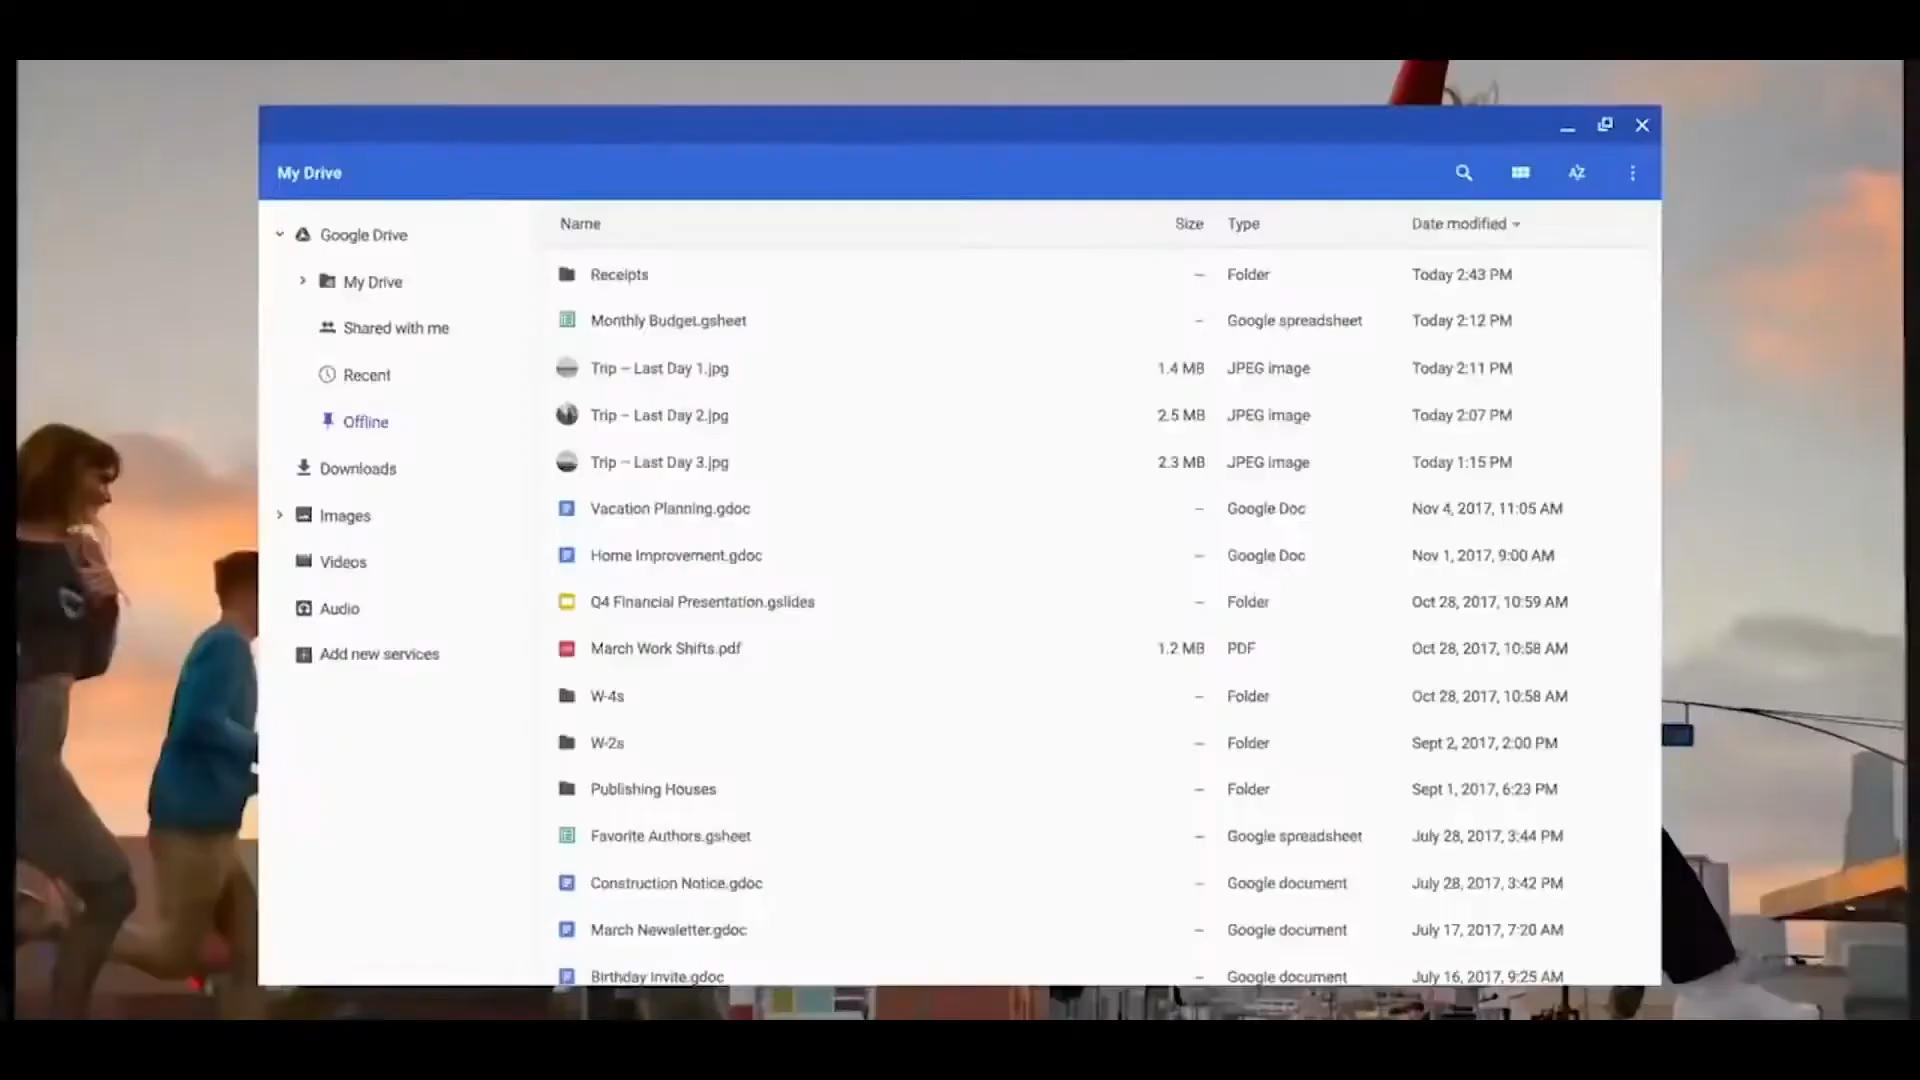 My Drive
AZ
Google Drive
My Drive
Shared with me
Recent
Offline
Downloads
Images
Videos
Audio
Add new services
Name Size Type Date modified
Receipts – Folder Today 2:43 PM
Monthly Budget.gsheet – Google spreadsheet Today 2:12 PM
Trip – Last Day 1.jpg 1.4 MB JPEG image Today 2:11 PM
Trip – Last Day 2.jpg 2.5 MB JPEG image Today 2:07 PM
Trip – Last Day 3.jpg 2.3 MB JPEG image Today 1:15 PM
Vacation Planning.gdoc – Google Doc Nov 4, 2017, 11:05 AM
Home Improvement.gdoc – Google Doc Nov 1, 2017, 9:00 AM
Q4 Financial Presentation.gslides – Folder Oct 28, 2017, 10:59 AM
March Work Shifts.pdf 1.2 MB PDF Oct 28, 2017, 10:58 AM
W-4s – Folder Oct 28, 2017, 10:58 AM
W-2s – Folder Sept 2, 2017, 2:00 PM
Publishing Houses – Folder Sept 1, 2017, 6:23 PM
Favorite Authors.gsheet – Google spreadsheet July 28, 2017, 3:44 PM
Construction Notice.gdoc – Google document July 28, 2017, 3:42 PM
March Newsletter.gdoc – Google document July 17, 2017, 7:20 AM
Birthday Invite.gdoc – Google document July 16, 2017, 9:25 AM